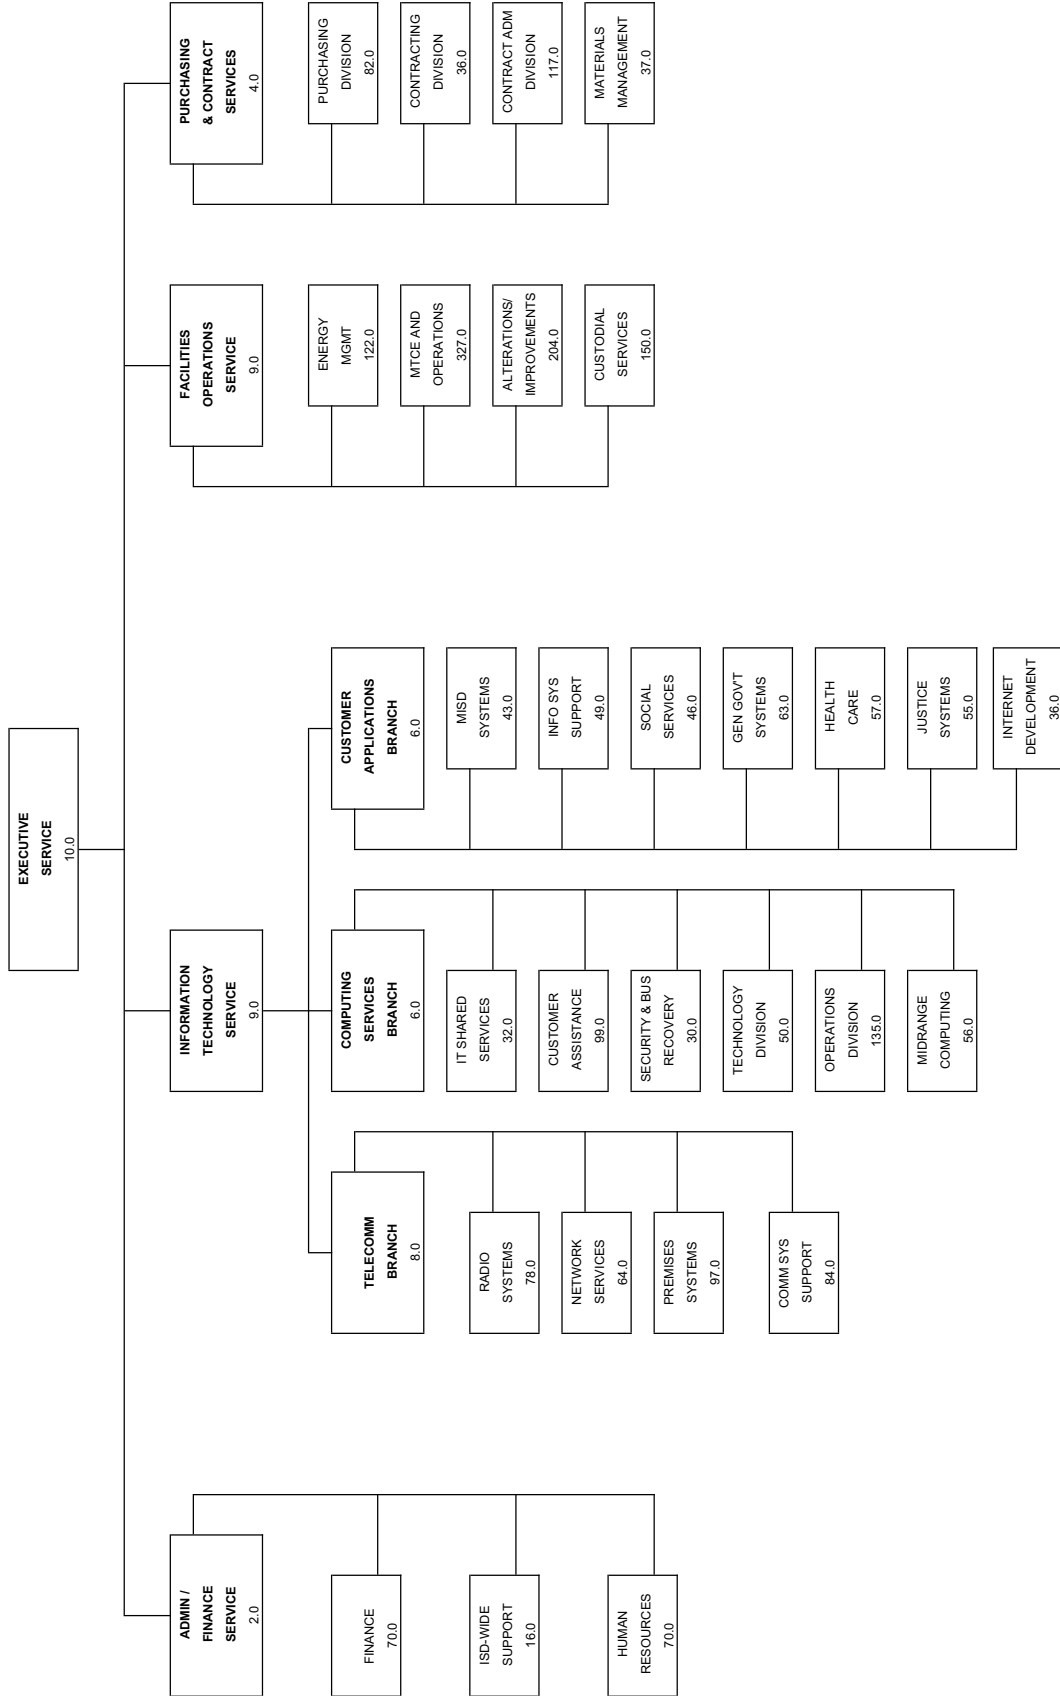 EXECUTIVE
SERVICE
10.0
ADMIN /
FINANCE
SERVICE
2.0
FINANCE
70.0
ISD-WIDE
SUPPORT
16.0
HUMAN
RESOURCES
70.0
INFORMATION
TECHNOLOGY
SERVICE
9.0
TELECOMM
BRANCH
8.0
RADIO
SYSTEMS
78.0
NETWORK
SERVICES
64.0
PREMISES
SYSTEMS
97.0
COMM SYS
SUPPORT
84.0
COMPUTING
SERVICES
BRANCH
6.0
IT SHARED
SERVICES
32.0
CUSTOMER
ASSISTANCE
99.0
SECURITY & BUS
RECOVERY
30.0
TECHNOLOGY
DIVISION
50.0
OPERATIONS
DIVISION
135.0
MIDRANGE
COMPUTING
56.0
CUSTOMER
APPLICATIONS
BRANCH
6.0
MISD
SYSTEMS
43.0
INFO SYS
SUPPORT
49.0
SOCIAL
SERVICES
46.0
GEN GOV'T
SYSTEMS
63.0
HEALTH
CARE
57.0
JUSTICE
SYSTEMS
55.0
INTERNET
DEVELOPMENT
36.0
FACILITIES
OPERATIONS
SERVICE
9.0
ENERGY
MGMT
122.0
MTCE AND
OPERATIONS
327.0
ALTERATIONS/
IMPROVEMENTS
204.0
CUSTODIAL
SERVICES
150.0
PURCHASING
& CONTRACT
SERVICES
4.0
PURCHASING
DIVISION
82.0
CONTRACTING
DIVISION
36.0
CONTRACT ADM
DIVISION
117.0
MATERIALS
MANAGEMENT
37.0